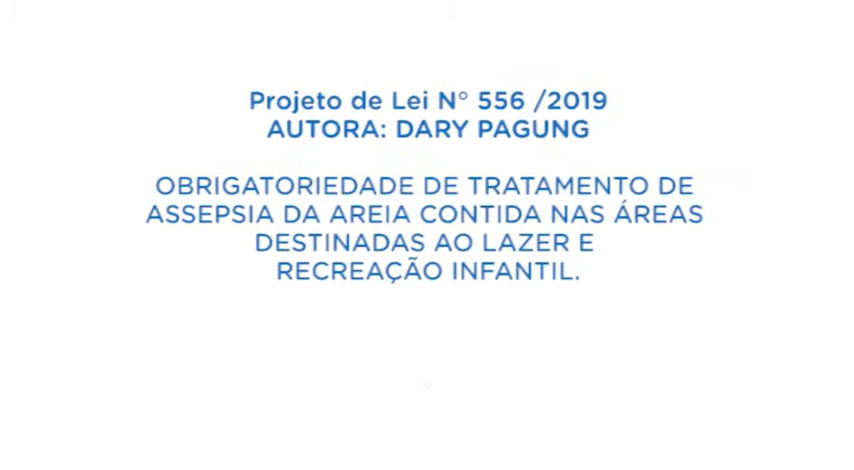 Projeto de Lei N° 556 /2019
AUTORA: DARY PAGUNG
OBRIGATORIEDADE DE TRATAMENTO DE
ASSEPSIA DA AREIA CONTIDA NAS ÁREAS
DESTINADAS AO LAZER E
RECREAÇÃO INFANTIL.